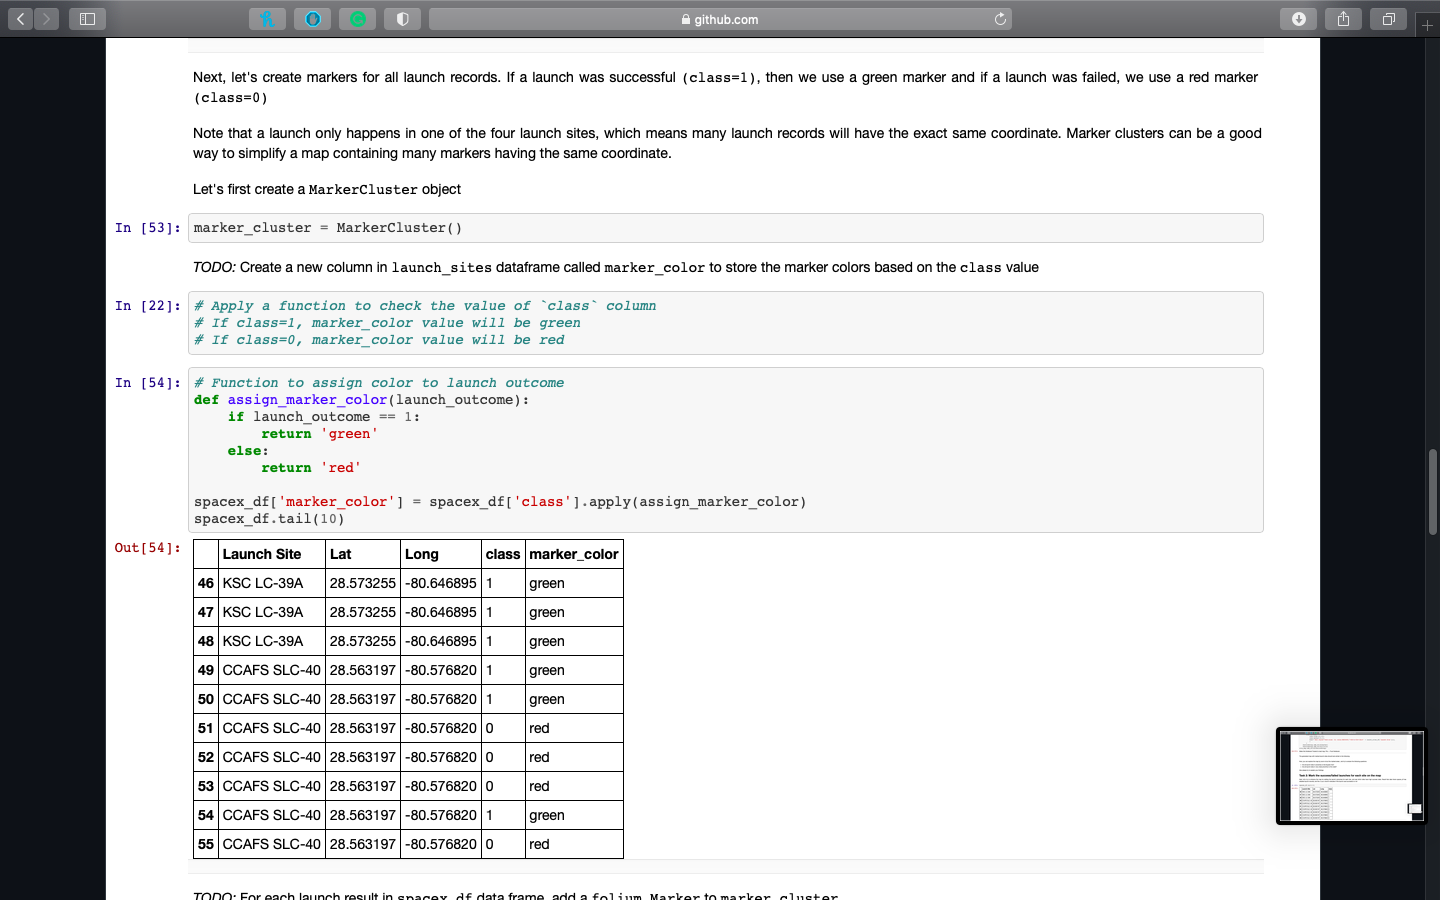 github.com
Next, let's create markers for all launch records. If a launch was successful (class=1), then we use a green marker and if a launch was failed, we use a red marker
(class=0)
Note that a launch only happens in one of the four launch sites, which means many launch records will have the exact same coordinate. Marker clusters can be a good
way to simplify a map containing many markers having the same coordinate.
Let's first create a MarkerCluster object
In [53]: marker_cluster = MarkerCluster()
TODO: Create a new column in launch_sites dataframe called marker_color to store the marker colors based on the class value
In [22]: # Apply a function to check the value of `class` column
# If class=1, marker_color value will be green
# If class=0, marker_color value will be red
In [54]: # Function to assign color to launch outcome
def assign_marker_color(launch_outcome):
    if launch_outcome == 1:
        return 'green'
    else:
        return 'red'
spacex_df['marker_color'] = spacex_df['class'].apply(assign_marker_color)
spacex_df.tail(10)
Out[54]:
Launch Site Lat Long class marker_color
46 KSC LC-39A 28.573255 -80.646895 1 green
47 KSC LC-39A 28.573255 -80.646895 1 green
48 KSC LC-39A 28.573255 -80.646895 1 green
49 CCAFS SLC-40 28.563197 -80.576820 1 green
50 CCAFS SLC-40 28.563197 -80.576820 1 green
51 CCAFS SLC-40 28.563197 -80.576820 0 red
52 CCAFS SLC-40 28.563197 -80.576820 0 red
53 CCAFS SLC-40 28.563197 -80.576820 0 red
54 CCAFS SLC-40 28.563197 -80.576820 1 green
55 CCAFS SLC-40 28.563197 -80.576820 0 red
TODO: For each launch result in spacex_df data frame, add a folium.Marker to marker_cluster